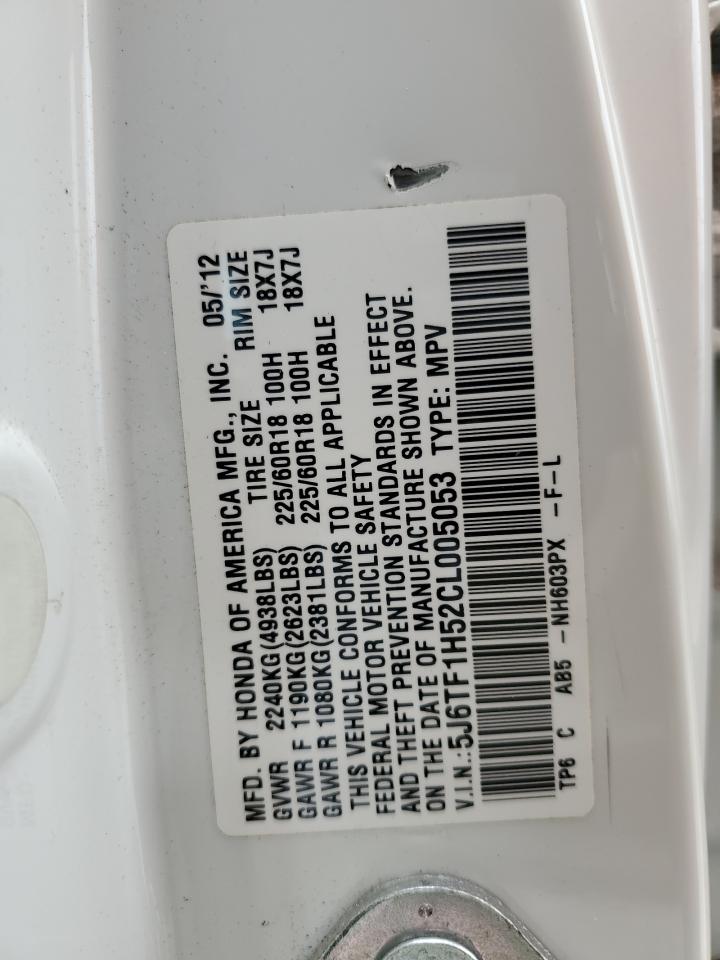 MFD. BY HONDA OF AMERICA MFG., INC. 05/'12
GVWR 2240KG(4938LBS) TIRE SIZE RIM SIZE
GAWR F 1190KG(2623LBS) 225/60R18 100H 18X7J
GAWR R 1080KG(2381LBS) 225/60R18 100H 18X7J
THIS VEHICLE CONFORMS TO ALL APPLICABLE
FEDERAL MOTOR VEHICLE SAFETY
AND THEFT PREVENTION STANDARDS IN EFFECT
ON THE DATE OF MANUFACTURE SHOWN ABOVE.
V.I.N.:5J6TF1H52CL005053 TYPE: MPV
TP6 C AB5 -NH603PX -F-L